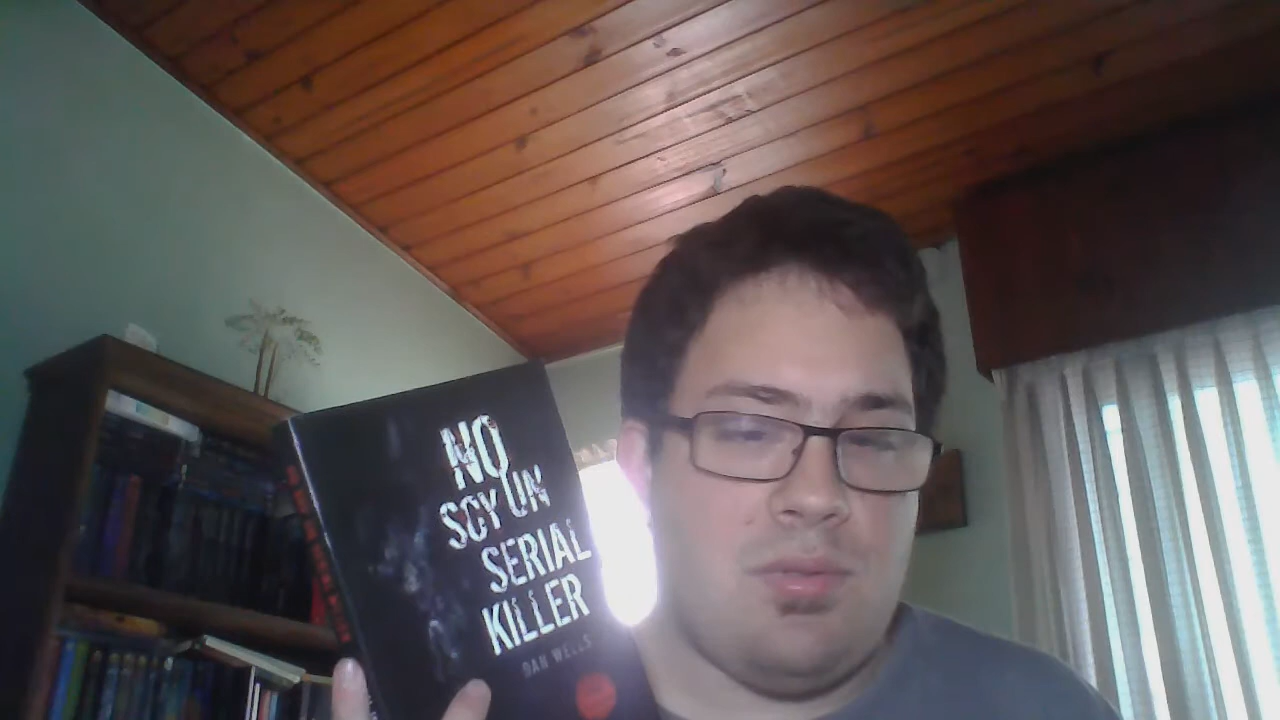 NO
SOY UN
SERIAL
KILLER
DAN WELLS